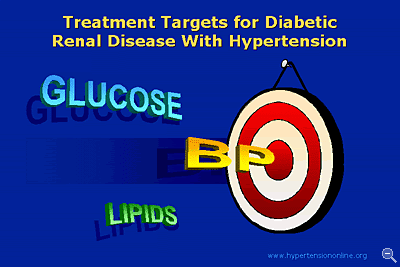 Treatment Targets for Diabetic
Renal Disease With Hypertension
GLUCOSE
BP
LIPIDS
www.hypertensiononline.org